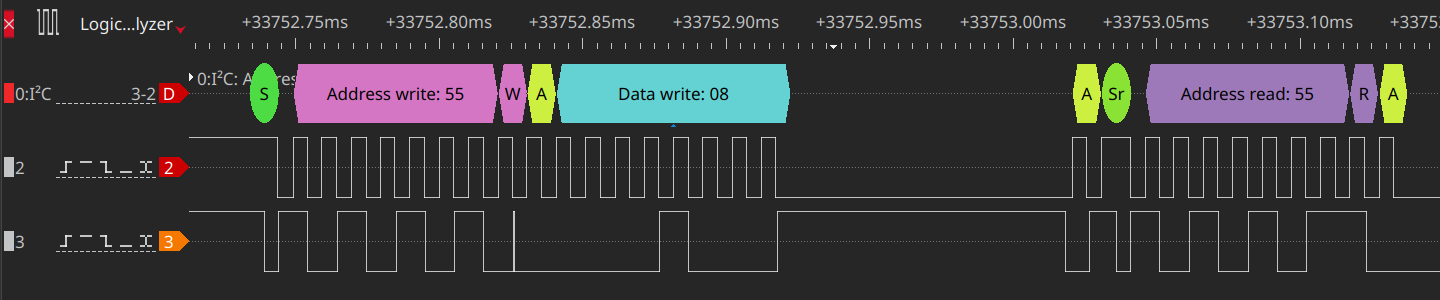 Logic...lyzer
+33752.75ms +33752.80ms +33752.85ms +33752.90ms +33752.95ms +33753.00ms +33753.05ms +33753.10ms +33753
0:I²C 3-2 D
0:I²C: Addres
S Address write: 55 W A Data write: 08 A Sr Address read: 55 R A
2 2
3 3